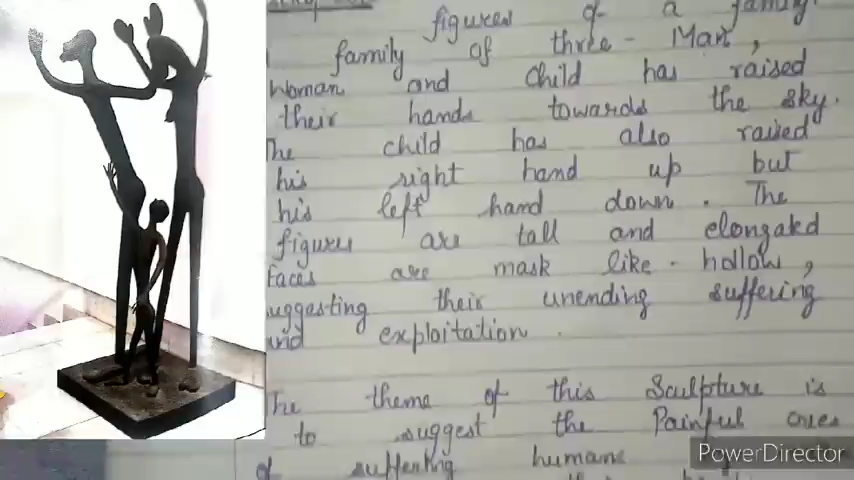 figures of a family.
family of three - Man,
Woman and Child has raised
their hands towards the sky.
The child has also raised
his right hand up but
his left hand down. The
figures are tall and elongated
Faces are mask like - hollow,
uggesting their unending suffering
and exploitation.
The theme of this Sculpture is
to suggest the Painful cries
of suffering humans
PowerDirector